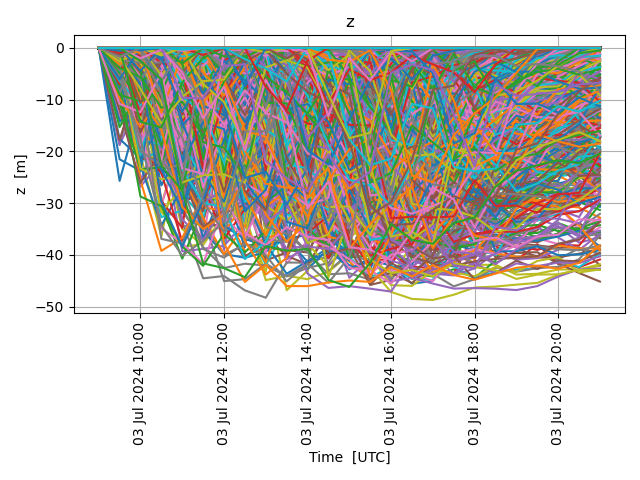 z
0
−10
−20
−30
−40
−50
z [m]
03 Jul 2024 10:00
03 Jul 2024 12:00
03 Jul 2024 14:00
03 Jul 2024 16:00
03 Jul 2024 18:00
03 Jul 2024 20:00
Time [UTC]